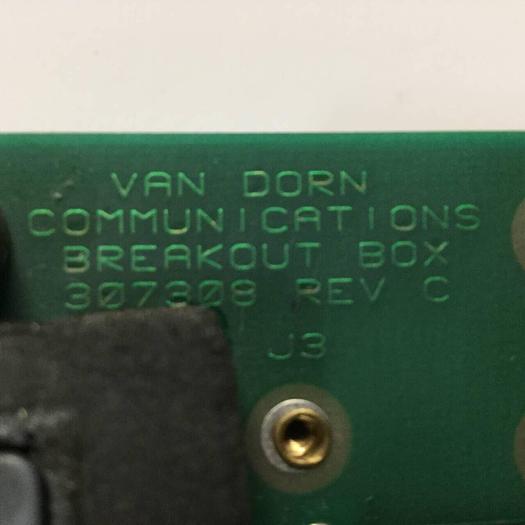 VAN DORN
COMMUNICATIONS
BREAKOUT BOX
307308 REV C
J3